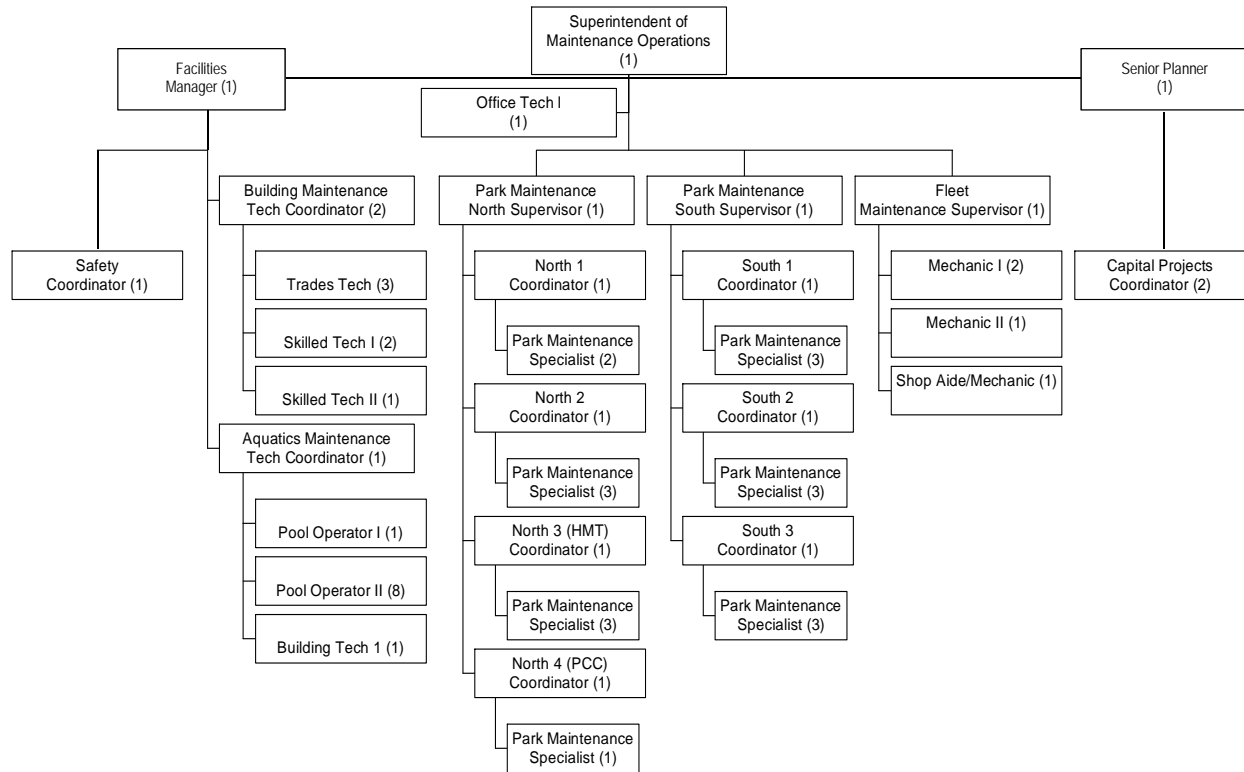 Superintendent of
Maintenance Operations
(1)
Facilities
Manager (1)
Senior Planner
(1)
Office Tech I
(1)
Building Maintenance
Tech Coordinator (2)
Park Maintenance
North Supervisor (1)
Park Maintenance
South Supervisor (1)
Fleet
Maintenance Supervisor (1)
Safety
Coordinator (1)
Trades Tech (3)
Skilled Tech I (2)
Skilled Tech II (1)
Aquatics Maintenance
Tech Coordinator (1)
Pool Operator I (1)
Pool Operator II (8)
Building Tech 1 (1)
North 1
Coordinator (1)
Park Maintenance
Specialist (2)
North 2
Coordinator (1)
Park Maintenance
Specialist (3)
North 3 (HMT)
Coordinator (1)
Park Maintenance
Specialist (3)
North 4 (PCC)
Coordinator (1)
Park Maintenance
Specialist (1)
South 1
Coordinator (1)
Park Maintenance
Specialist (3)
South 2
Coordinator (1)
Park Maintenance
Specialist (3)
South 3
Coordinator (1)
Park Maintenance
Specialist (3)
Mechanic I (2)
Mechanic II (1)
Shop Aide/Mechanic (1)
Capital Projects
Coordinator (2)